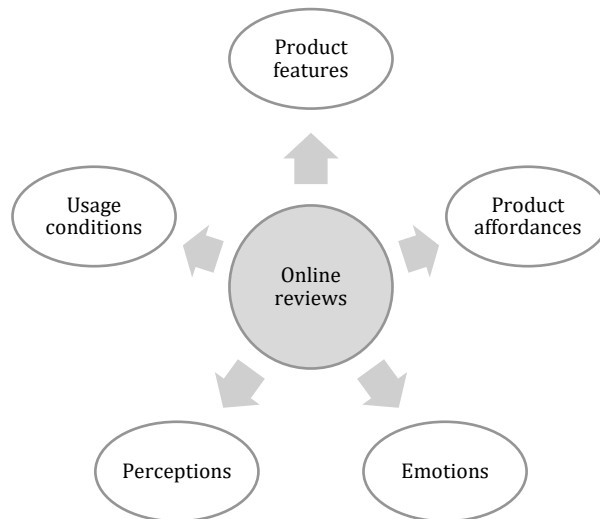 Product
features
Usage
conditions
Product
affordances
Online
reviews
Perceptions
Emotions